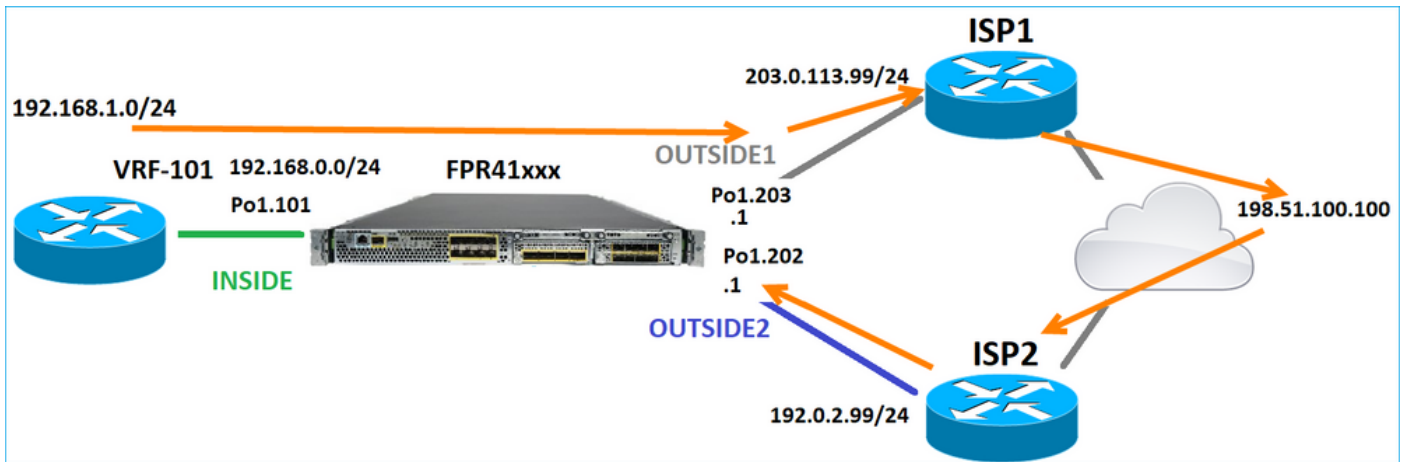 ISP1
203.0.113.99/24
192.168.1.0/24
OUTSIDE1
VRF-101
192.168.0.0/24
FPR41xxx
Po1.101
Po1.203
.1
198.51.100.100
Po1.202
.1
INSIDE
OUTSIDE2
ISP2
192.0.2.99/24